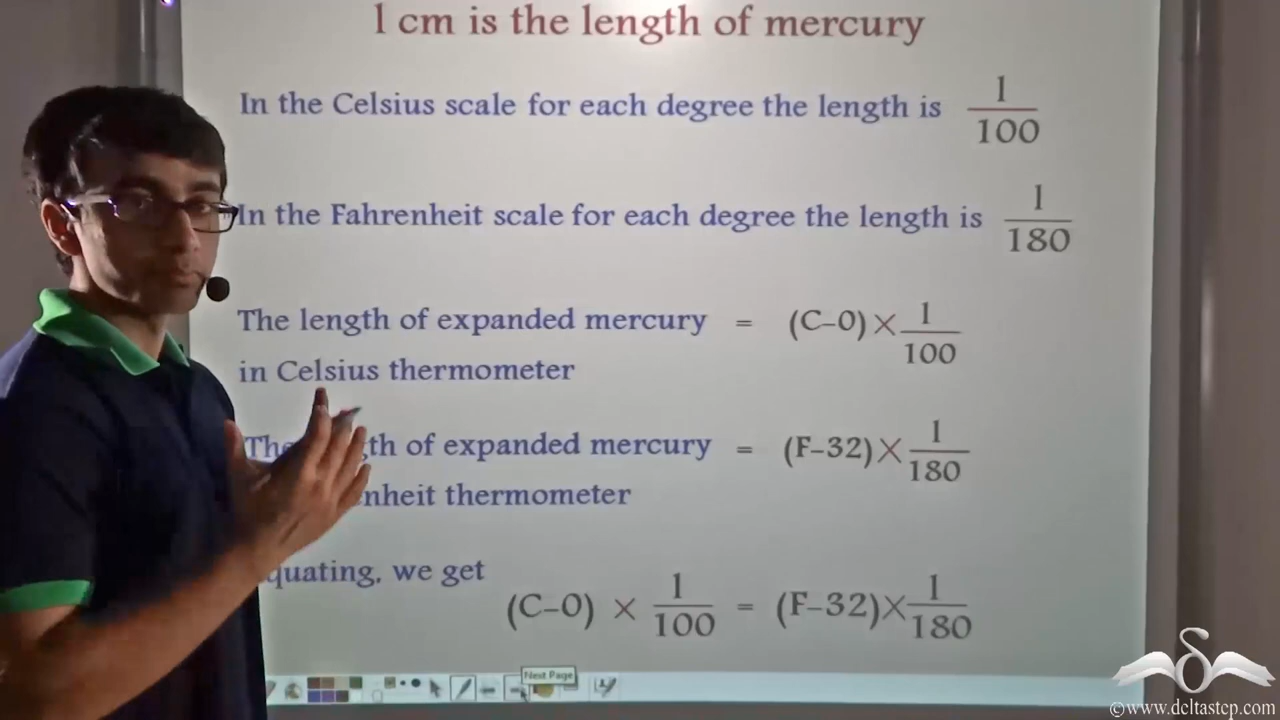 1 cm is the length of mercury
In the Celsius scale for each degree the length is 1/100
In the Fahrenheit scale for each degree the length is 1/180
The length of expanded mercury = (C-0) × 1/100
in Celsius thermometer
of expanded mercury = (F-32) × 1/180
thermometer
we get
(C-0) × 1/100 = (F-32) × 1/180
Next Page
©www.deltastep.com